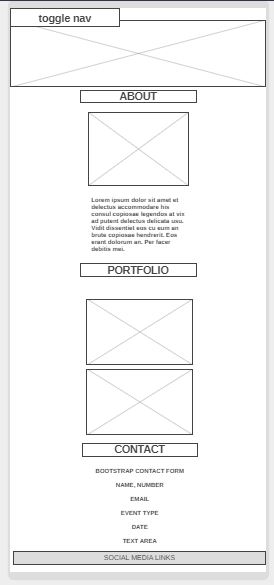 toggle nav
ABOUT
Lorem ipsum dolor sit amet et
delectus accommodare his
consul copiosae legendos at vix
ad putent delectus delicata usu.
Vidit dissentiet eos cu eum an
brute copiosae hendrerit. Eos
erant dolorum an. Per facer
debitis mei.
PORTFOLIO
CONTACT
BOOTSTRAP CONTACT FORM
NAME, NUMBER
EMAIL
EVENT TYPE
DATE
TEXT AREA
SOCIAL MEDIA LINKS